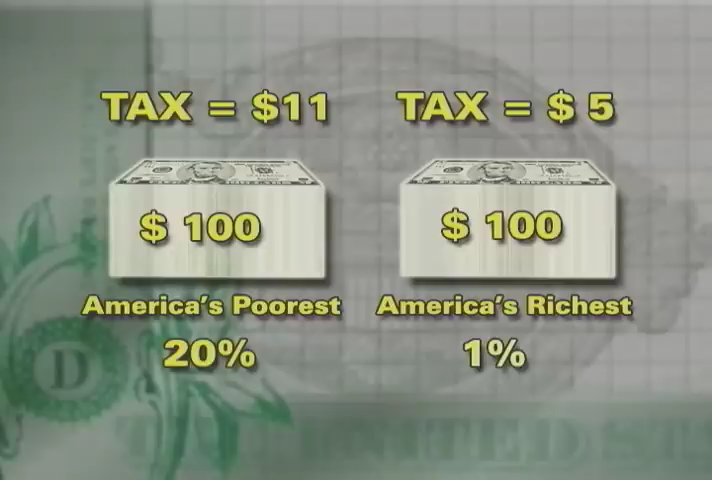 TAX = $11
TAX = $ 5
$ 100
$ 100
America's Poorest
America's Richest
20%
1%
D